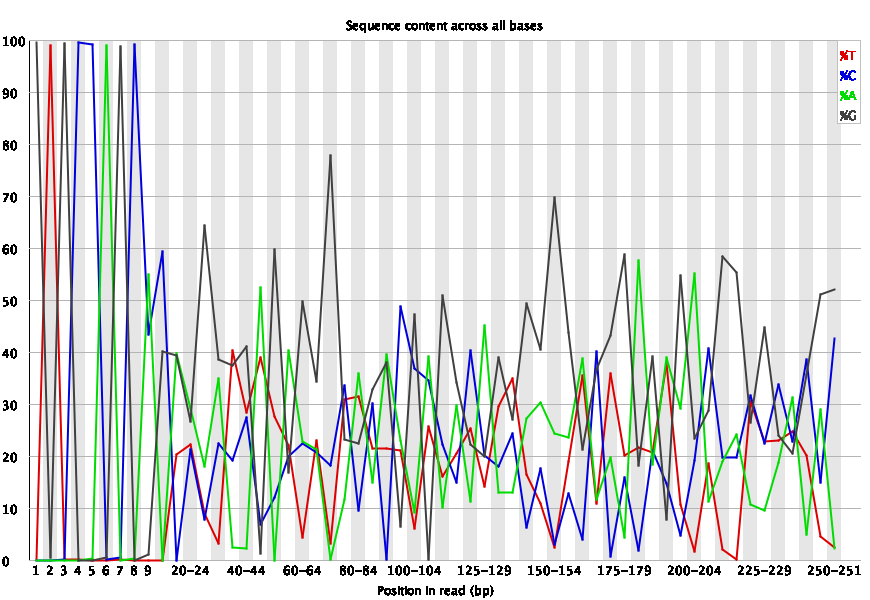 Sequence content across all bases
100
90
80
70
60
50
40
30
20
10
0
%T
%C
%A
%G
1 2 3 4 5 6 7 8 9 20-24 40-44 60-64 80-84 100-104 125-129 150-154 175-179 200-204 225-229 250-251
Position in read (bp)